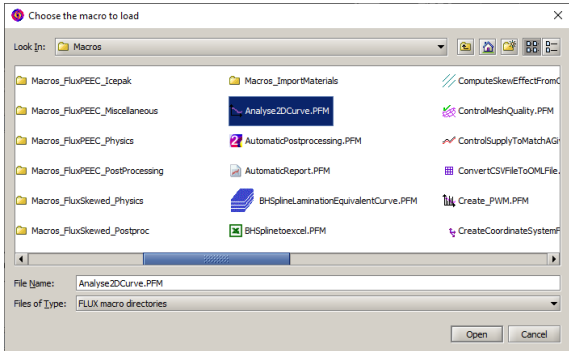 Choose the macro to load
Look In: Macros
Macros_FluxPEEC_Icepak
Macros_FluxPEEC_Miscellaneous
Macros_FluxPEEC_Physics
Macros_FluxPEEC_PostProcessing
Macros_FluxSkewed_Physics
Macros_FluxSkewed_Postproc
Macros_ImportMaterials
Analyse2DCurve.PFM
AutomaticPostprocessing.PFM
AutomaticReport.PFM
BHSplineLaminationEquivalentCurve.PFM
BHSplinetoexcel.PFM
ComputeSkewEffectFromC
ControlMeshQuality.PFM
ControlSupplyToMatchAGiv
ConvertCSVFileToOMLFile.
Create_PWM.PFM
CreateCoordinateSystemF
File Name: Analyse2DCurve.PFM
Files of Type: FLUX macro directories
Open Cancel